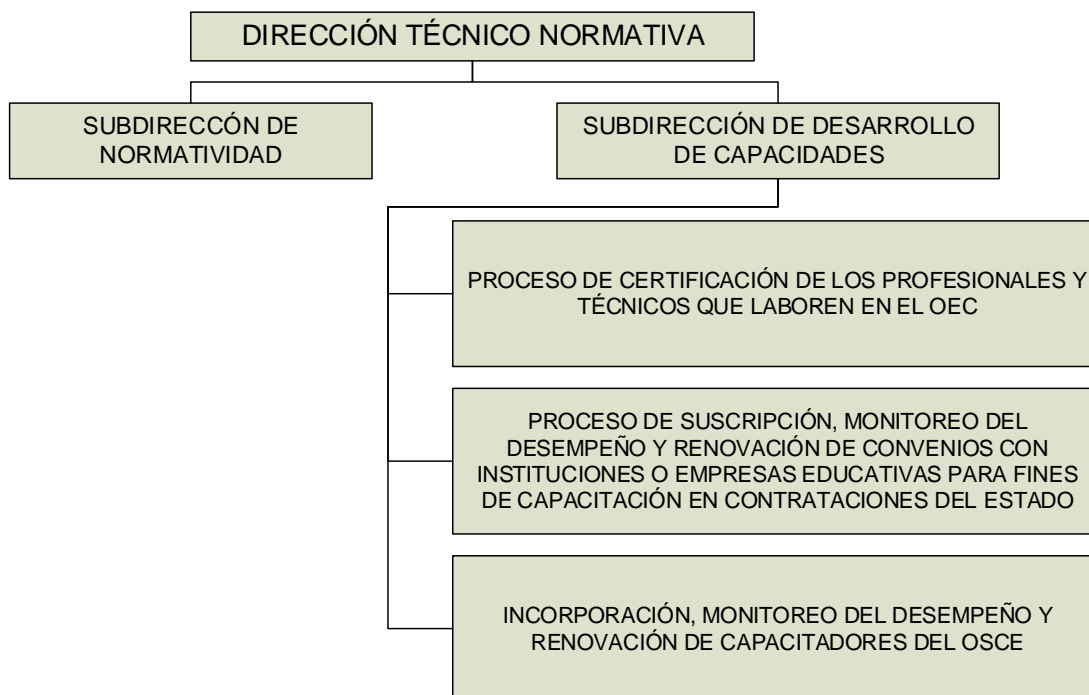 DIRECCIÓN TÉCNICO NORMATIVA
SUBDIRECCÓN DE
NORMATIVIDAD
SUBDIRECCIÓN DE DESARROLLO
DE CAPACIDADES
PROCESO DE CERTIFICACIÓN DE LOS PROFESIONALES Y
TÉCNICOS QUE LABOREN EN EL OEC
PROCESO DE SUSCRIPCIÓN, MONITOREO DEL
DESEMPEÑO Y RENOVACIÓN DE CONVENIOS CON
INSTITUCIONES O EMPRESAS EDUCATIVAS PARA FINES
DE CAPACITACIÓN EN CONTRATACIONES DEL ESTADO
INCORPORACIÓN, MONITOREO DEL DESEMPEÑO Y
RENOVACIÓN DE CAPACITADORES DEL OSCE